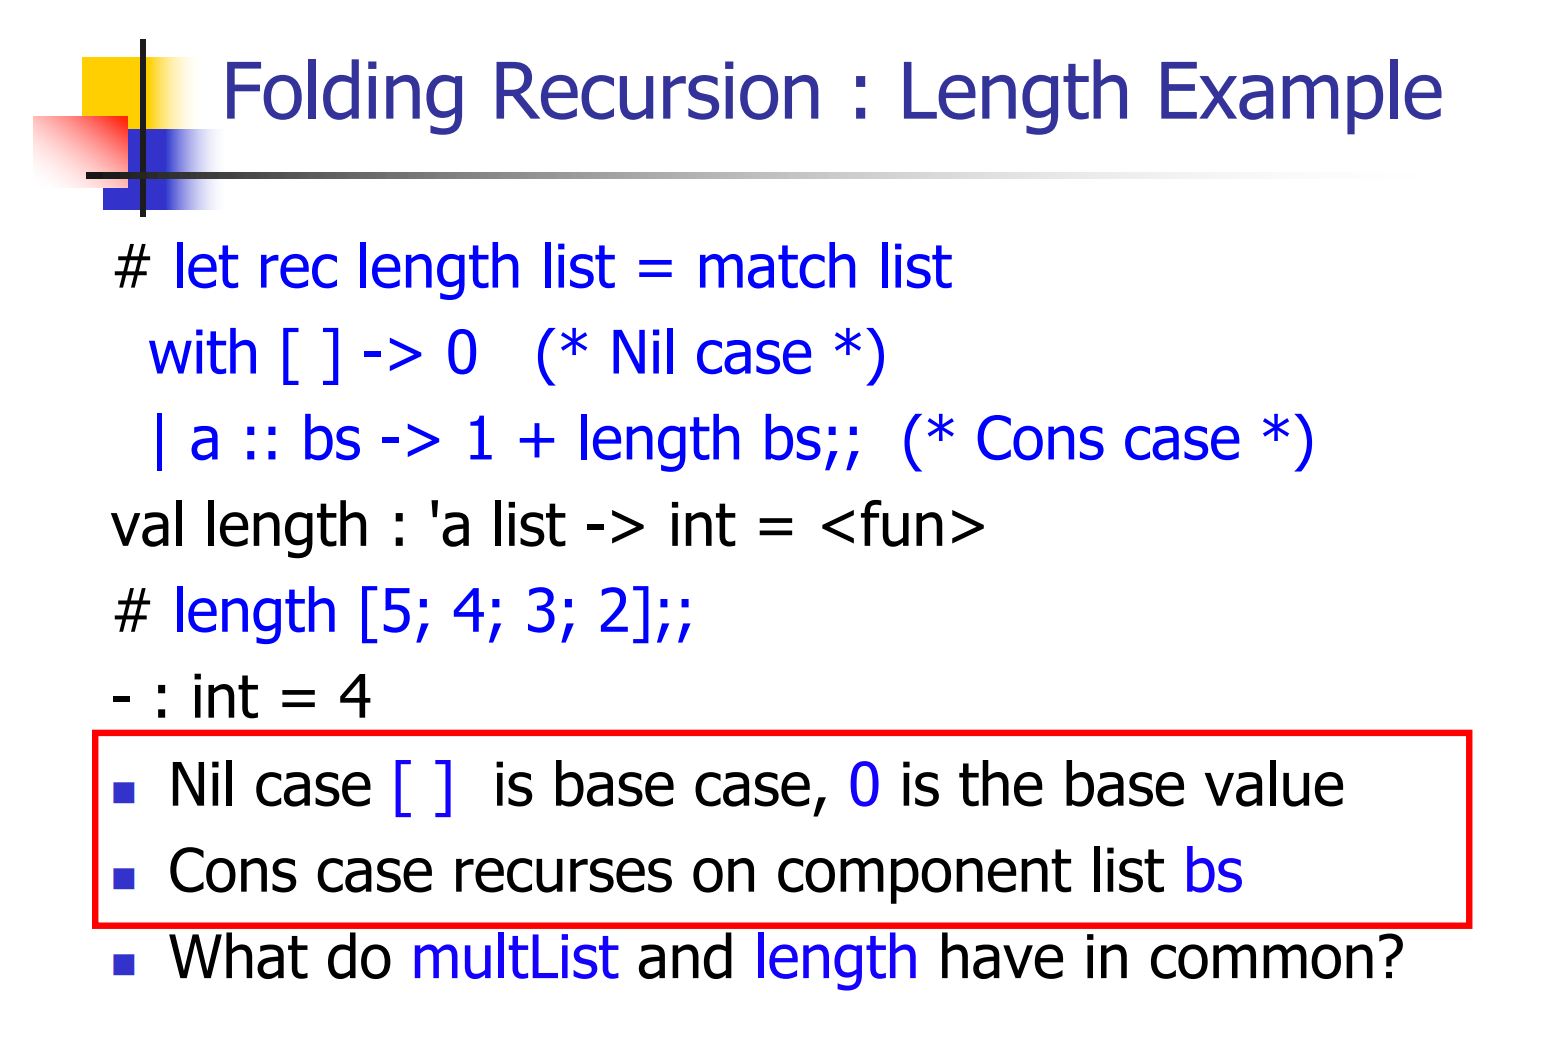 Folding Recursion : Length Example
# let rec length list = match list
with [ ] -> 0 (* Nil case *)
| a :: bs -> 1 + length bs;; (* Cons case *)
val length : 'a list -> int = <fun>
# length [5; 4; 3; 2];;
- : int = 4
Nil case [ ] is base case, 0 is the base value
Cons case recurses on component list bs
What do multList and length have in common?